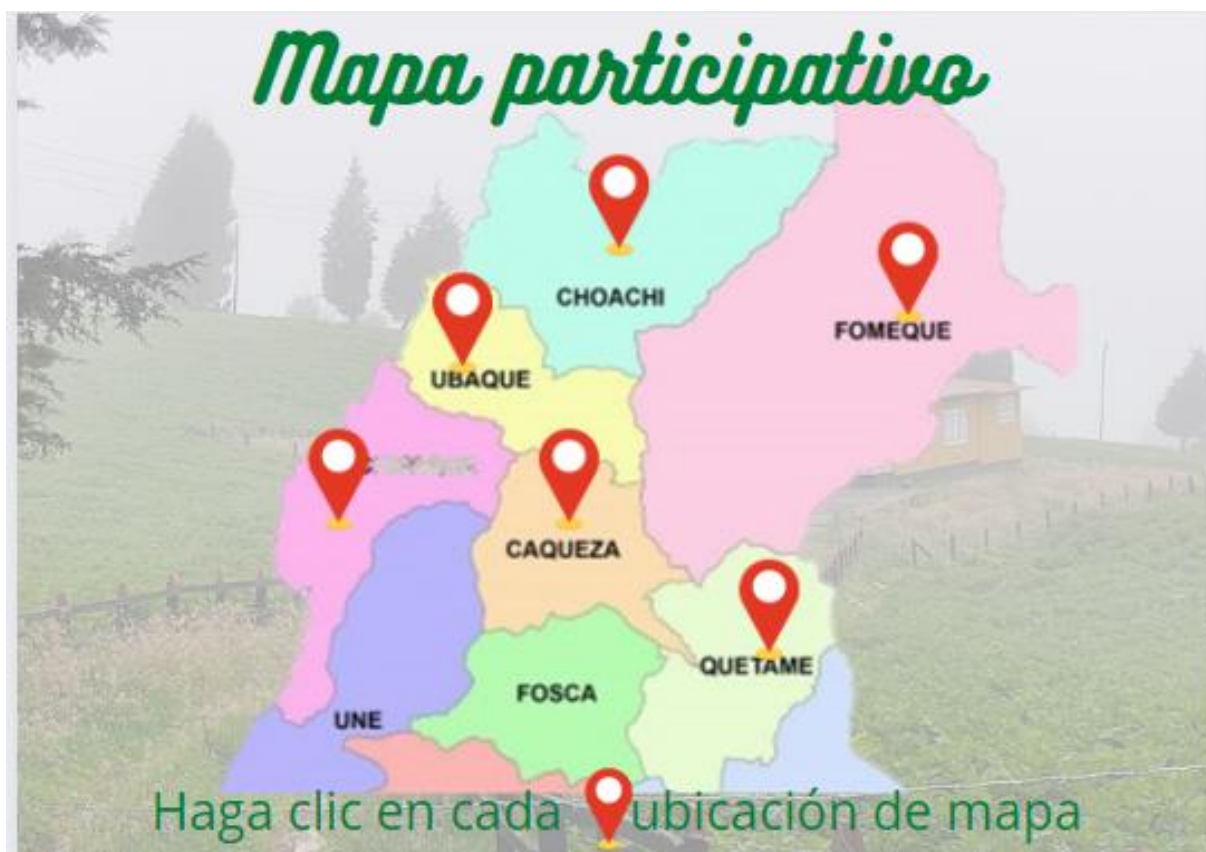 Mapa participativo
CHOACHI
FOMEQUE
UBAQUE
CAQUEZA
QUETAME
FOSCA
UNE
Haga clic en cada ubicación de mapa